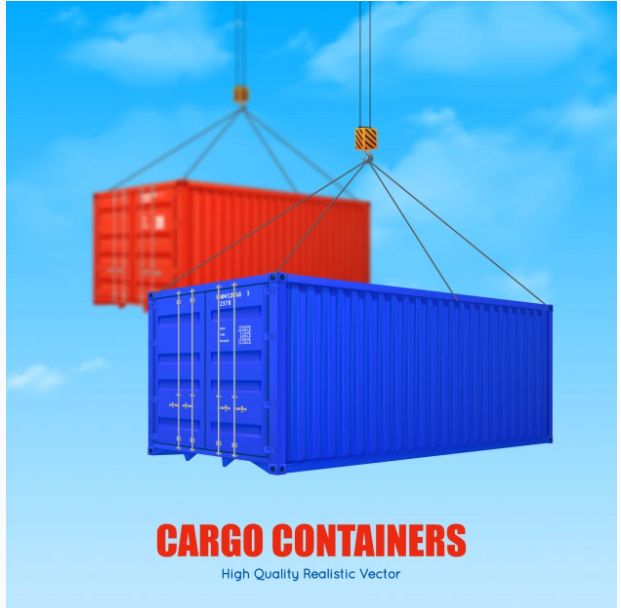 CARGO CONTAINERS
High Quality Realistic Vector